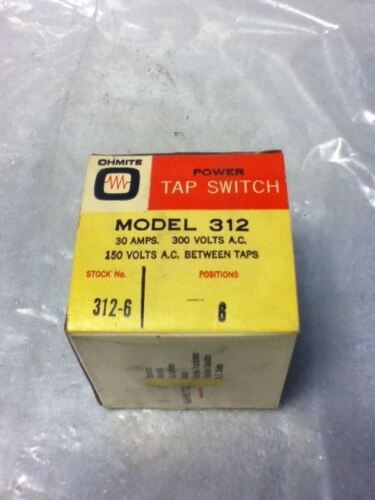 OHMITE
POWER
TAP SWITCH
MODEL 312
30 AMPS. 300 VOLTS A.C.
150 VOLTS A.C. BETWEEN TAPS
STOCK No.
POSITIONS
312-6
6